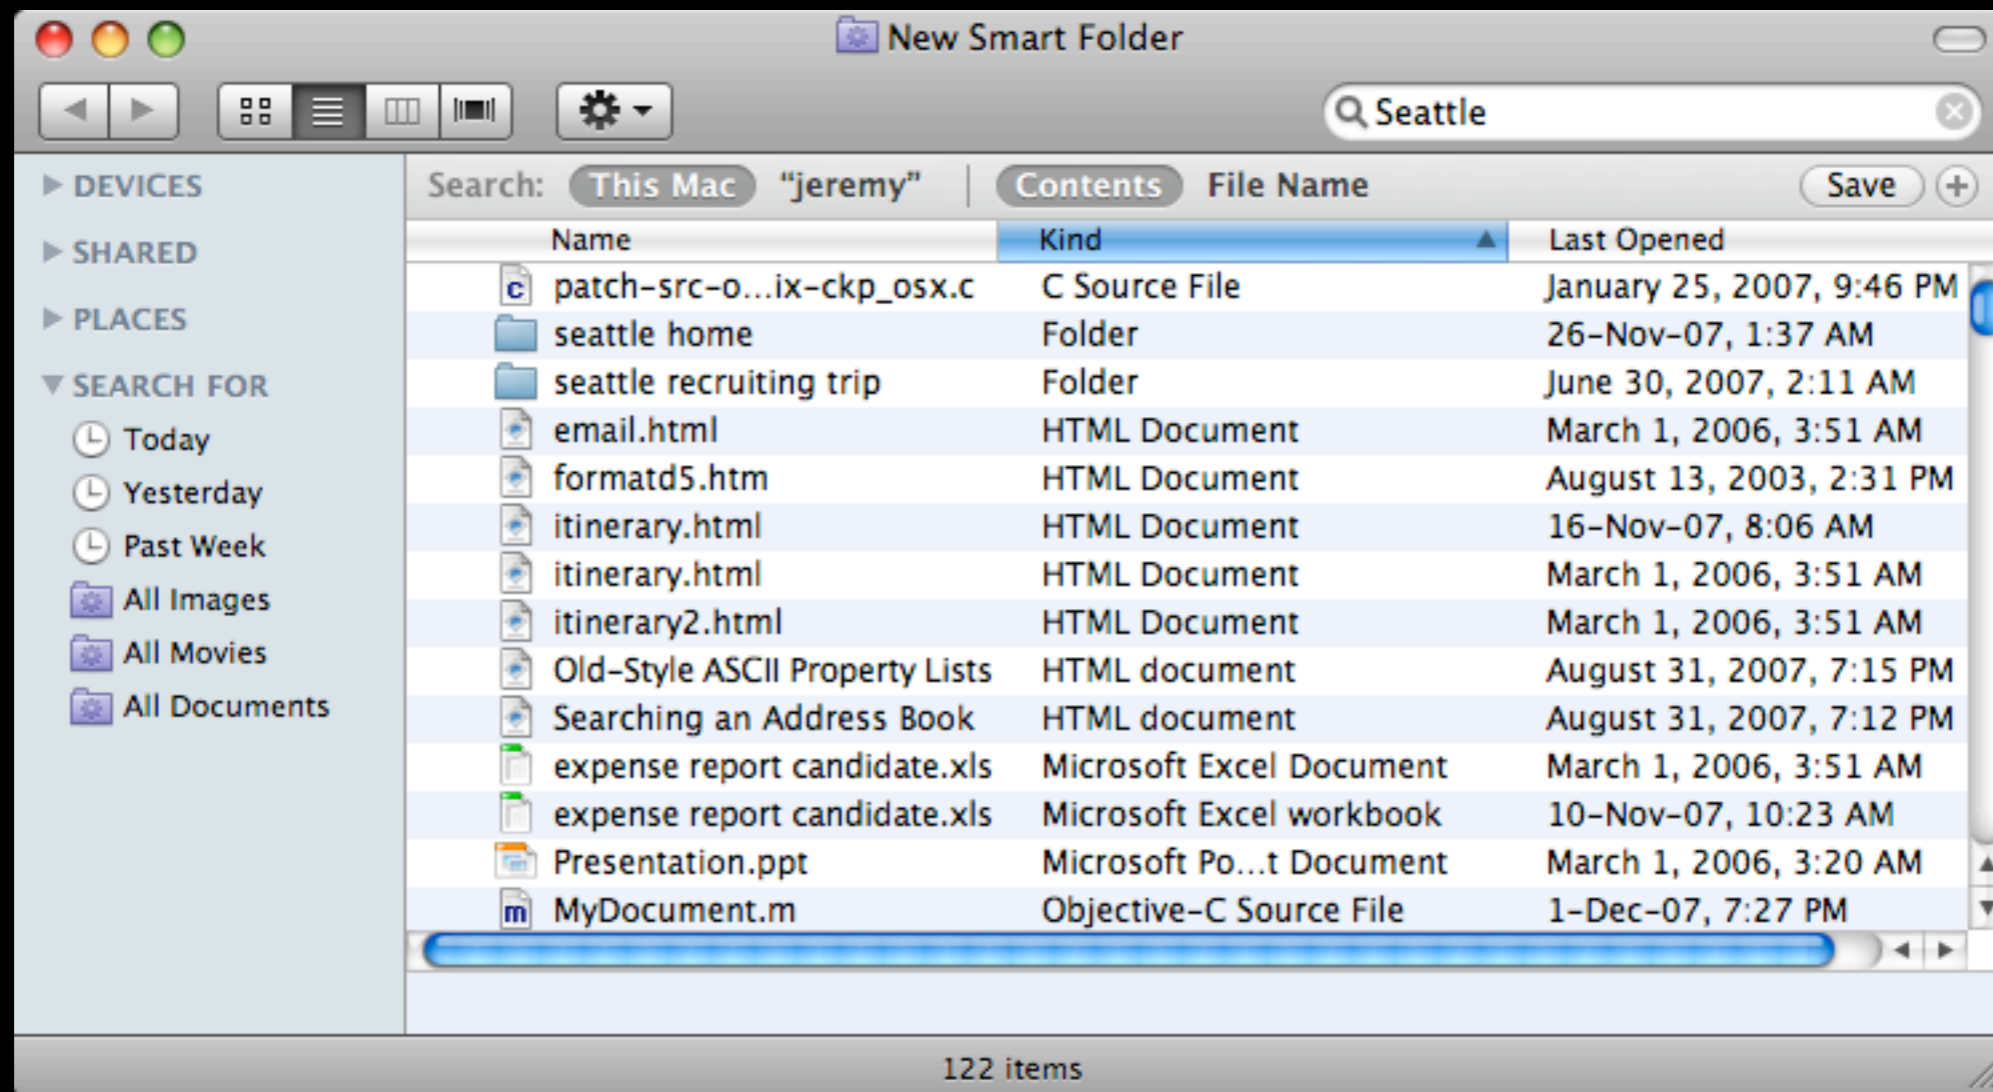 New Smart Folder
Seattle
Search: This Mac “jeremy” Contents File Name Save
DEVICES
SHARED
PLACES
SEARCH FOR
Today
Yesterday
Past Week
All Images
All Movies
All Documents
Name Kind Last Opened
patch-src-o...ix-ckp_osx.c C Source File January 25, 2007, 9:46 PM
seattle home Folder 26-Nov-07, 1:37 AM
seattle recruiting trip Folder June 30, 2007, 2:11 AM
email.html HTML Document March 1, 2006, 3:51 AM
formatd5.htm HTML Document August 13, 2003, 2:31 PM
itinerary.html HTML Document 16-Nov-07, 8:06 AM
itinerary.html HTML Document March 1, 2006, 3:51 AM
itinerary2.html HTML Document March 1, 2006, 3:51 AM
Old-Style ASCII Property Lists HTML document August 31, 2007, 7:15 PM
Searching an Address Book HTML document August 31, 2007, 7:12 PM
expense report candidate.xls Microsoft Excel Document March 1, 2006, 3:51 AM
expense report candidate.xls Microsoft Excel workbook 10-Nov-07, 10:23 AM
Presentation.ppt Microsoft Po...t Document March 1, 2006, 3:20 AM
MyDocument.m Objective-C Source File 1-Dec-07, 7:27 PM
122 items